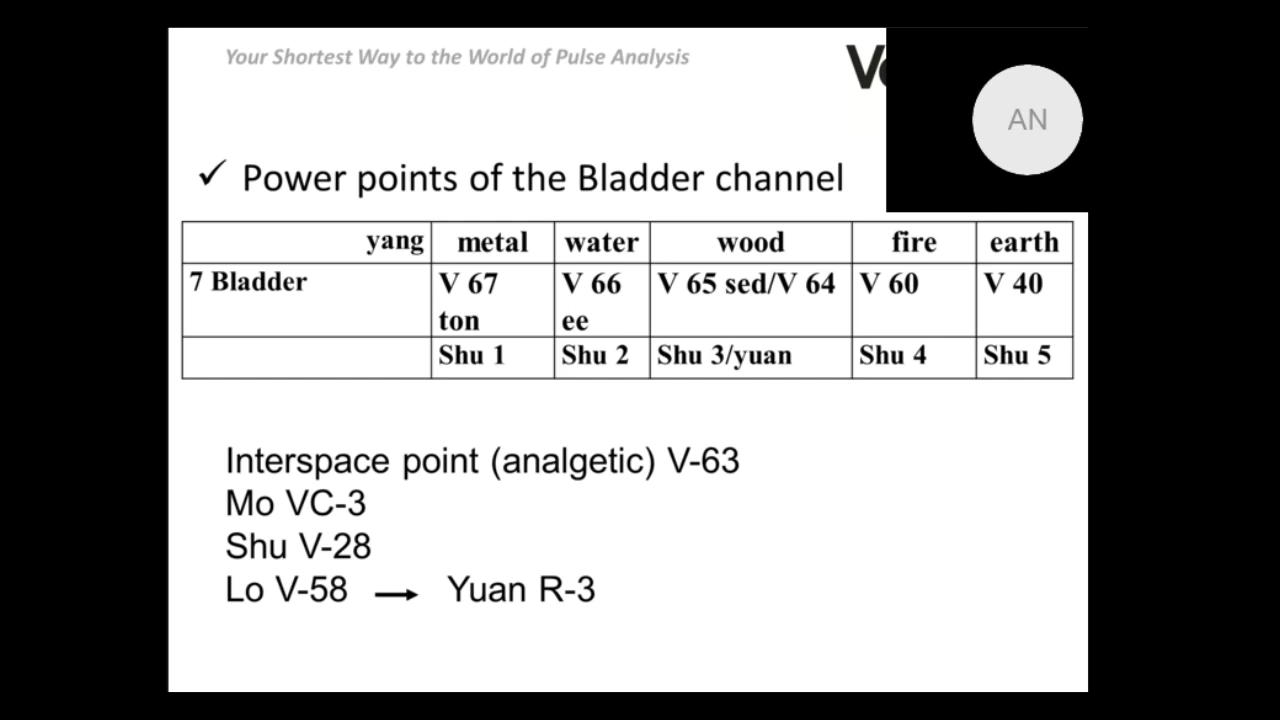 Your Shortest Way to the World of Pulse Analysis
AN
✓ Power points of the Bladder channel
yang metal water wood fire earth
7 Bladder V 67 ton V 66 ee V 65 sed/V 64 V 60 V 40
Shu 1 Shu 2 Shu 3/yuan Shu 4 Shu 5
Interspace point (analgetic) V-63
Mo VC-3
Shu V-28
Lo V-58 → Yuan R-3